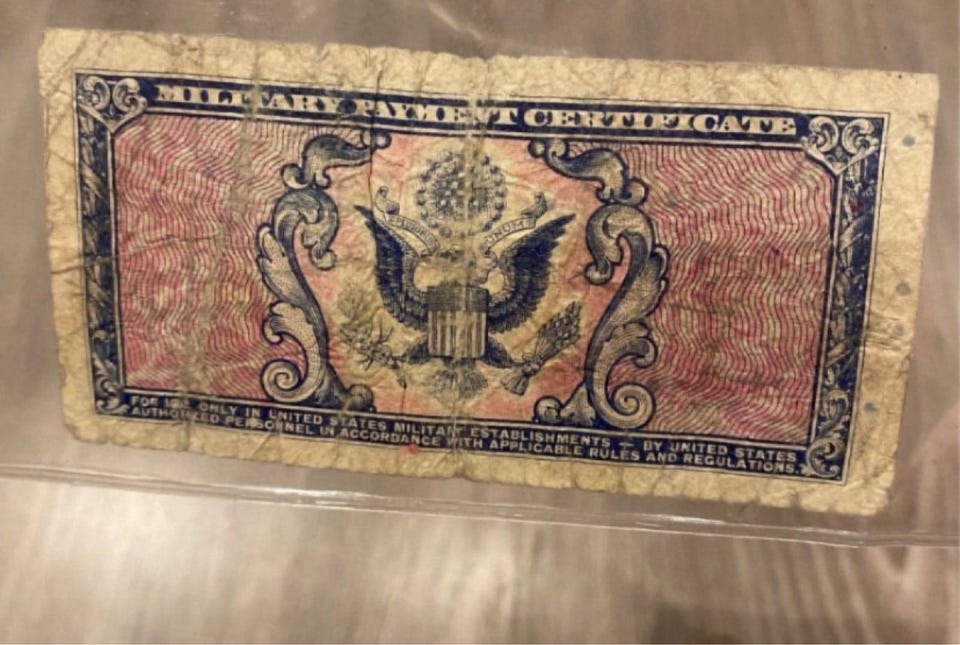 MILITARY PAYMENT CERTIFICATE
UNUM
FOR USE ONLY IN UNITED STATES MILITARY ESTABLISHMENTS — BY UNITED STATES
AUTHORIZED PERSONNEL IN ACCORDANCE WITH APPLICABLE RULES AND REGULATIONS.